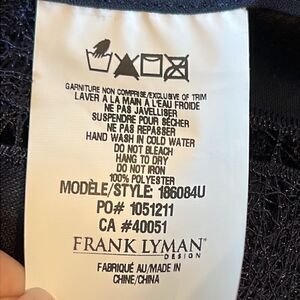 GARNITURE NON COMPRISE/EXCLUSIVE OF TRIM
LAVER A LA MAIN À L'EAU FROIDE
NE PAS JAVELLISER
SUSPENDRE POUR SÉCHER
NE PAS REPASSER
HAND WASH IN COLD WATER
DO NOT BLEACH
HANG TO DRY
DO NOT IRON
100% POLYESTER
MODÈLE/STYLE: 186084U
PO# 1051211
CA #40051
FRANK LYMAN
DESIGN
FABRIQUÉ AU/MADE IN
CHINE/CHINA